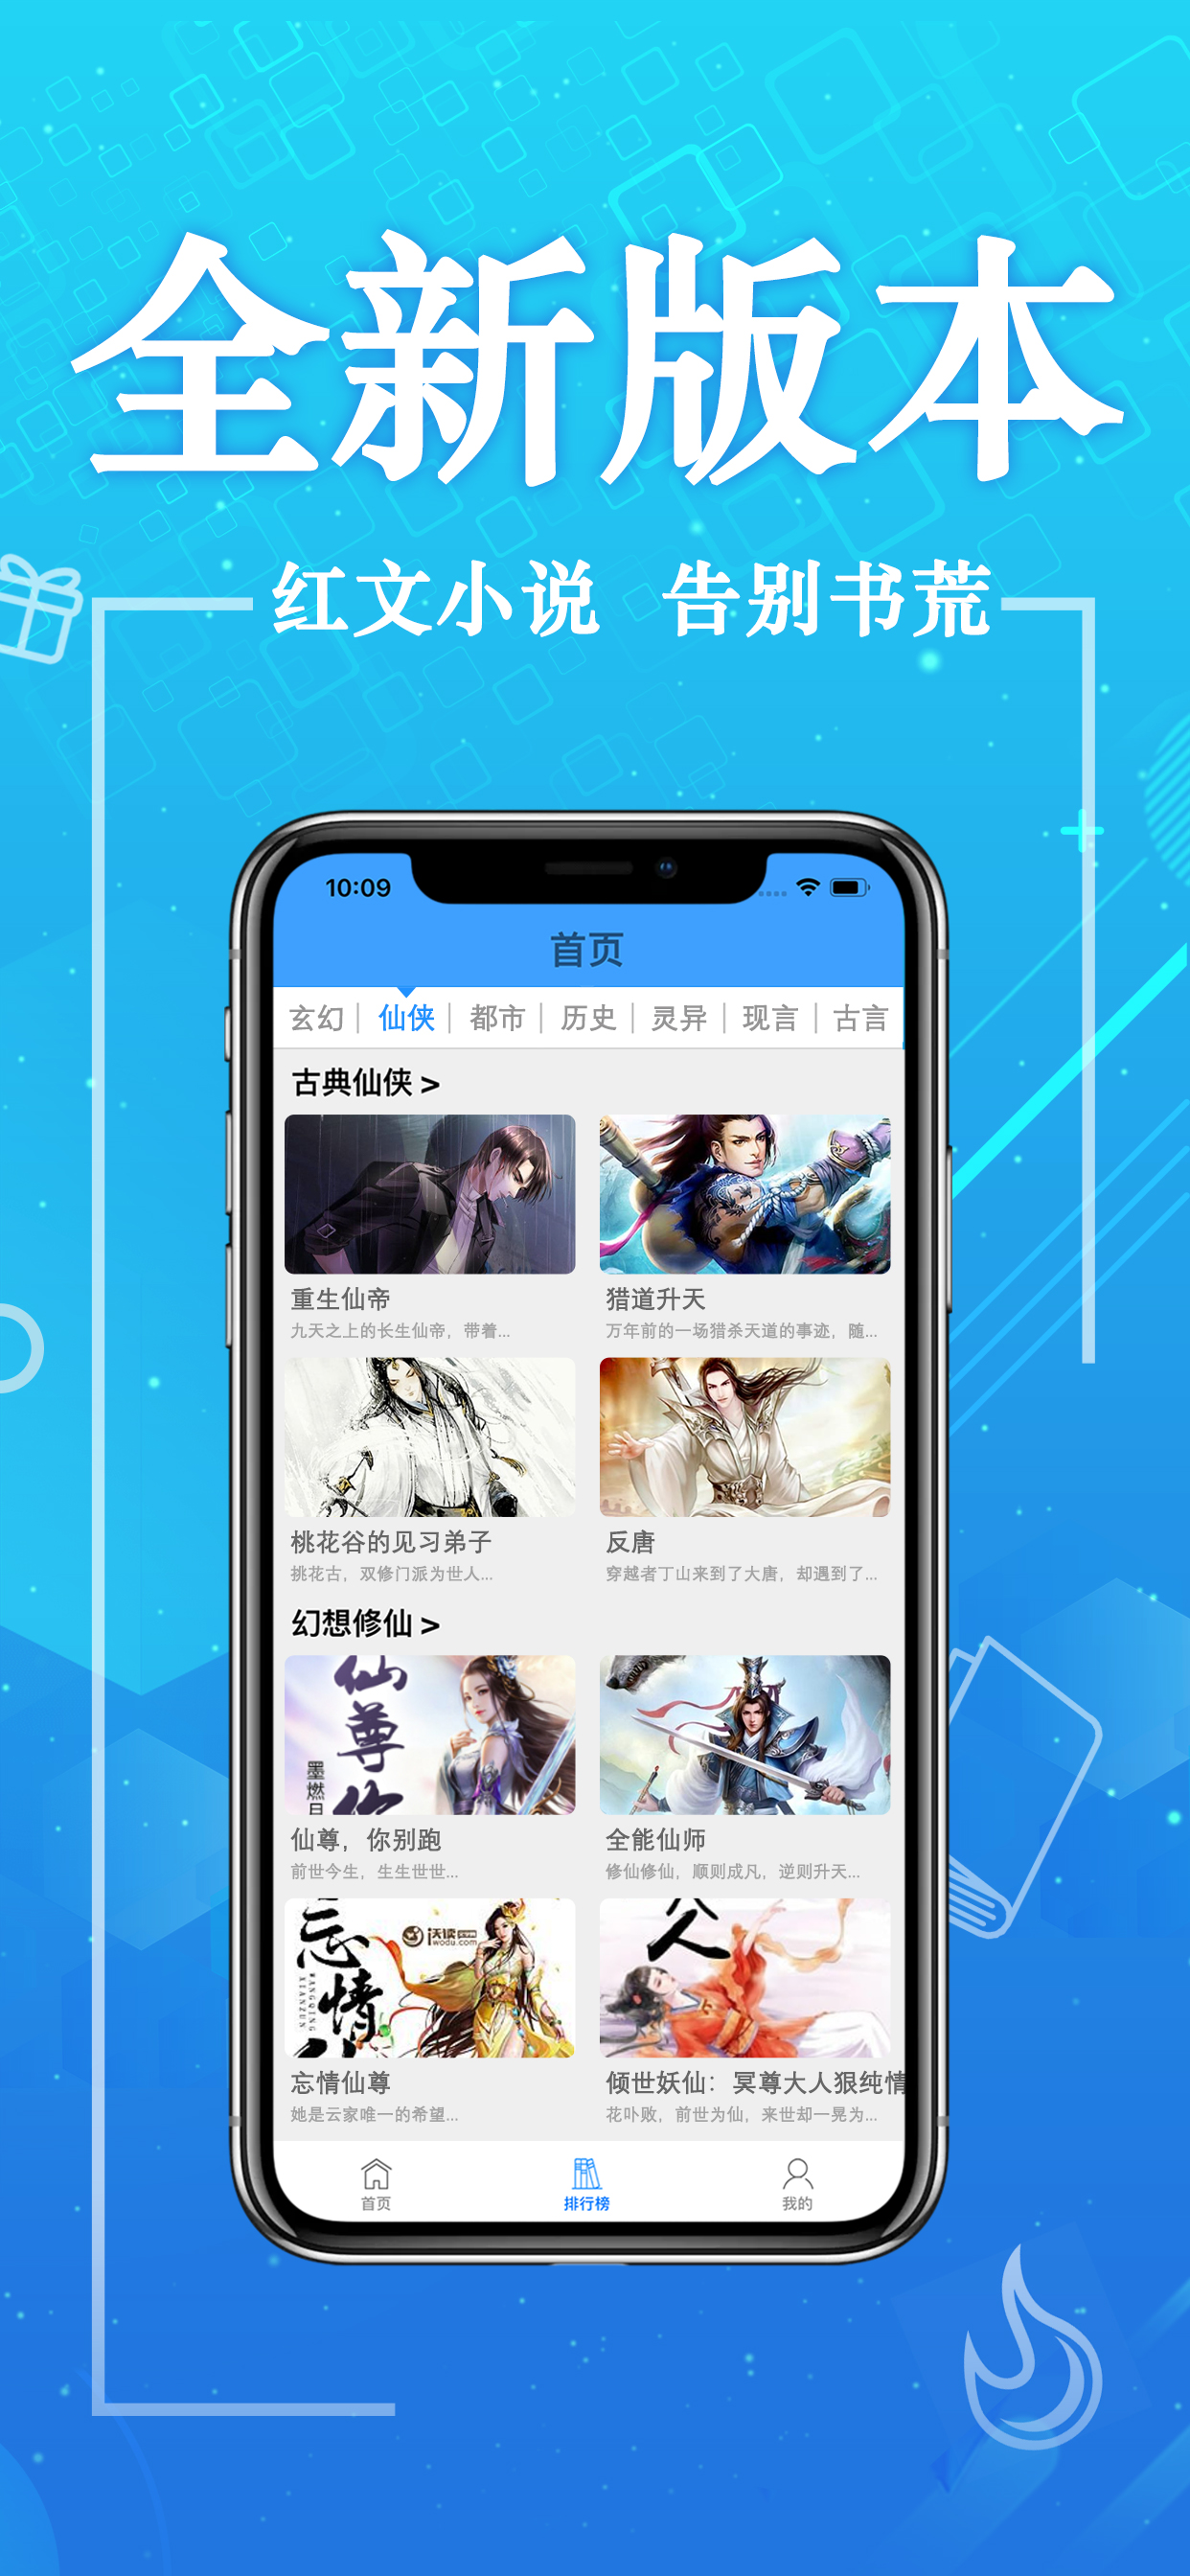 全新版本
红文小说 告别书荒
10:09
首页
玄幻 仙侠 都市 历史 灵异 现言 古言
古典仙侠 >
重生仙帝 猎道升天
九天之上的长生仙帝，带着... 万年前的一场猎杀天道的事迹，随...
桃花谷的见习弟子 反唐
挑花古，双修门派为世人... 穿越者丁山来到了大唐，却遇到了...
幻想修仙 >
仙尊
墨燃
仙尊，你别跑 全能仙师
前世今生，生生世世... 修仙修仙，顺则成凡，逆则升天...
忘情
WANGQING
XIANZUN
沃读
iwodu.com
忘情仙尊 倾世妖仙：冥尊大人狠纯情
她是云家唯一的希望... 花卟败，前世为仙，来世却一晃为...
首页 排行榜 我的